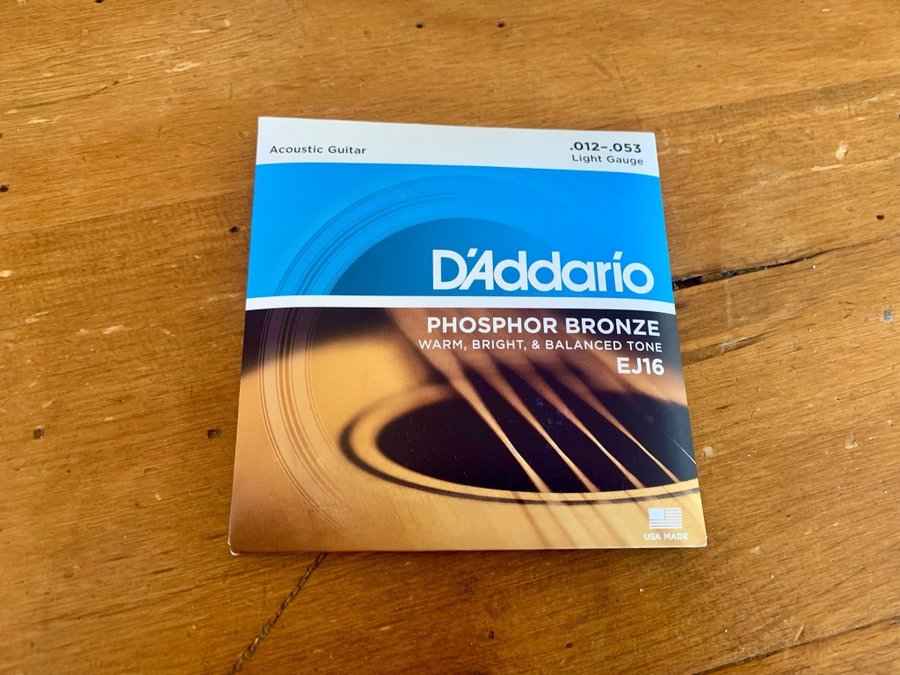 Acoustic Guitar
.012–.053
Light Gauge
D'Addario
PHOSPHOR BRONZE
WARM, BRIGHT, & BALANCED TONE
EJ16
USA MADE